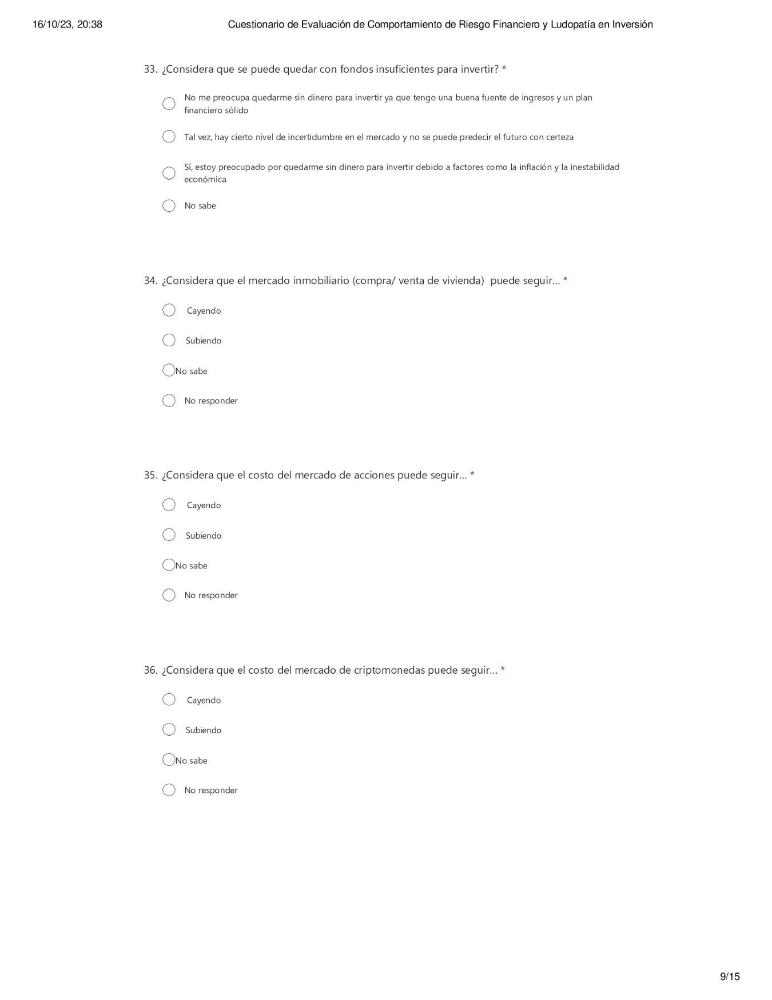 16/10/23, 20:38
Cuestionario de Evaluación de Comportamiento de Riesgo Financiero y Ludopatía en Inversión
33. ¿Considera que se puede quedar con fondos insuficientes para invertir? *
No me preocupa quedarme sin dinero para invertir ya que tengo una buena fuente de ingresos y un plan
financiero sólido
Tal vez, hay cierto nivel de incertidumbre en el mercado y no se puede predecir el futuro con certeza
Sí, estoy preocupado por quedarme sin dinero para invertir debido a factores como la inflación y la inestabilidad
económica
No sabe
34. ¿Considera que el mercado inmobiliario (compra/ venta de vivienda)  puede seguir... *
Cayendo
Subiendo
No sabe
No responder
35. ¿Considera que el costo del mercado de acciones puede seguir... *
Cayendo
Subiendo
No sabe
No responder
36. ¿Considera que el costo del mercado de criptomonedas puede seguir... *
Cayendo
Subiendo
No sabe
No responder
9/15